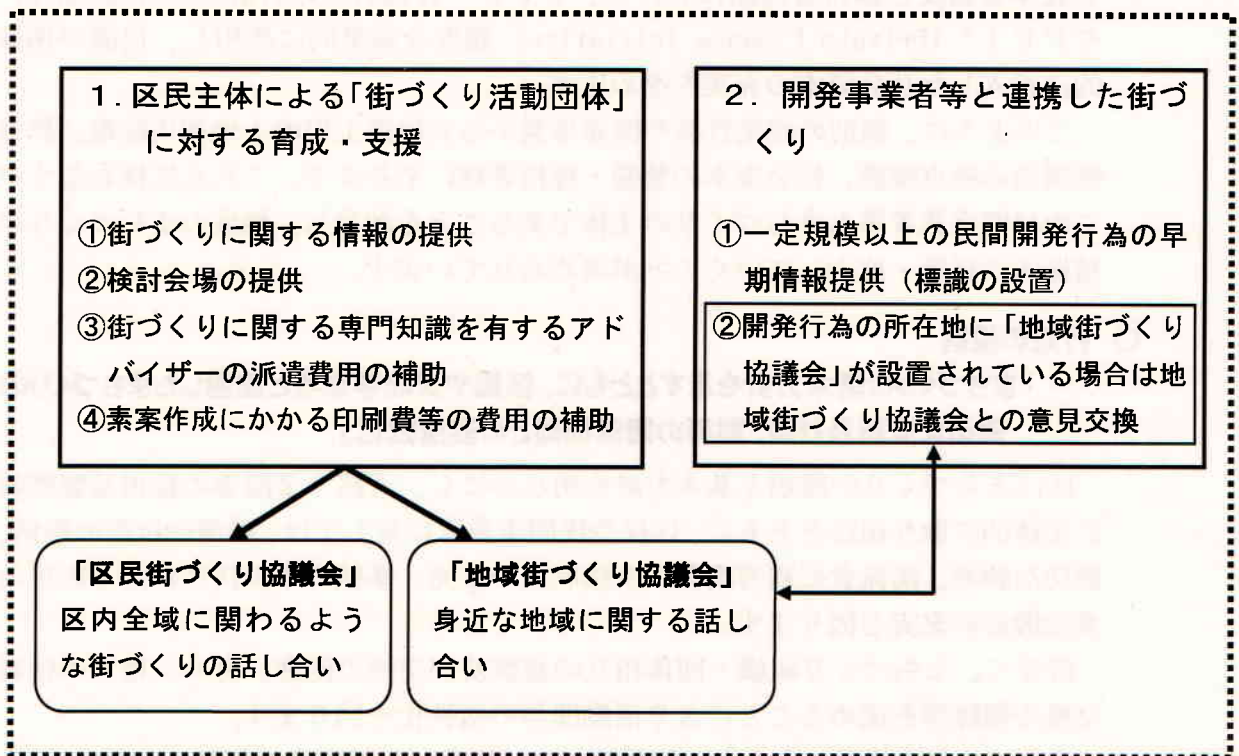 １．区民主体による「街づくり活動団体」
に対する育成・支援
①街づくりに関する情報の提供
②検討会場の提供
③街づくりに関する専門知識を有するアド
バイザーの派遣費用の補助
④素案作成にかかる印刷費等の費用の補助
２．開発事業者等と連携した街づ
くり
①一定規模以上の民間開発行為の早
期情報提供（標識の設置）
②開発行為の所在地に「地域街づくり
協議会」が設置されている場合は地
域街づくり協議会との意見交換
「区民街づくり協議会」
区内全域に関わるよう
な街づくりの話し合い
「地域街づくり協議会」
身近な地域に関する話し
合い